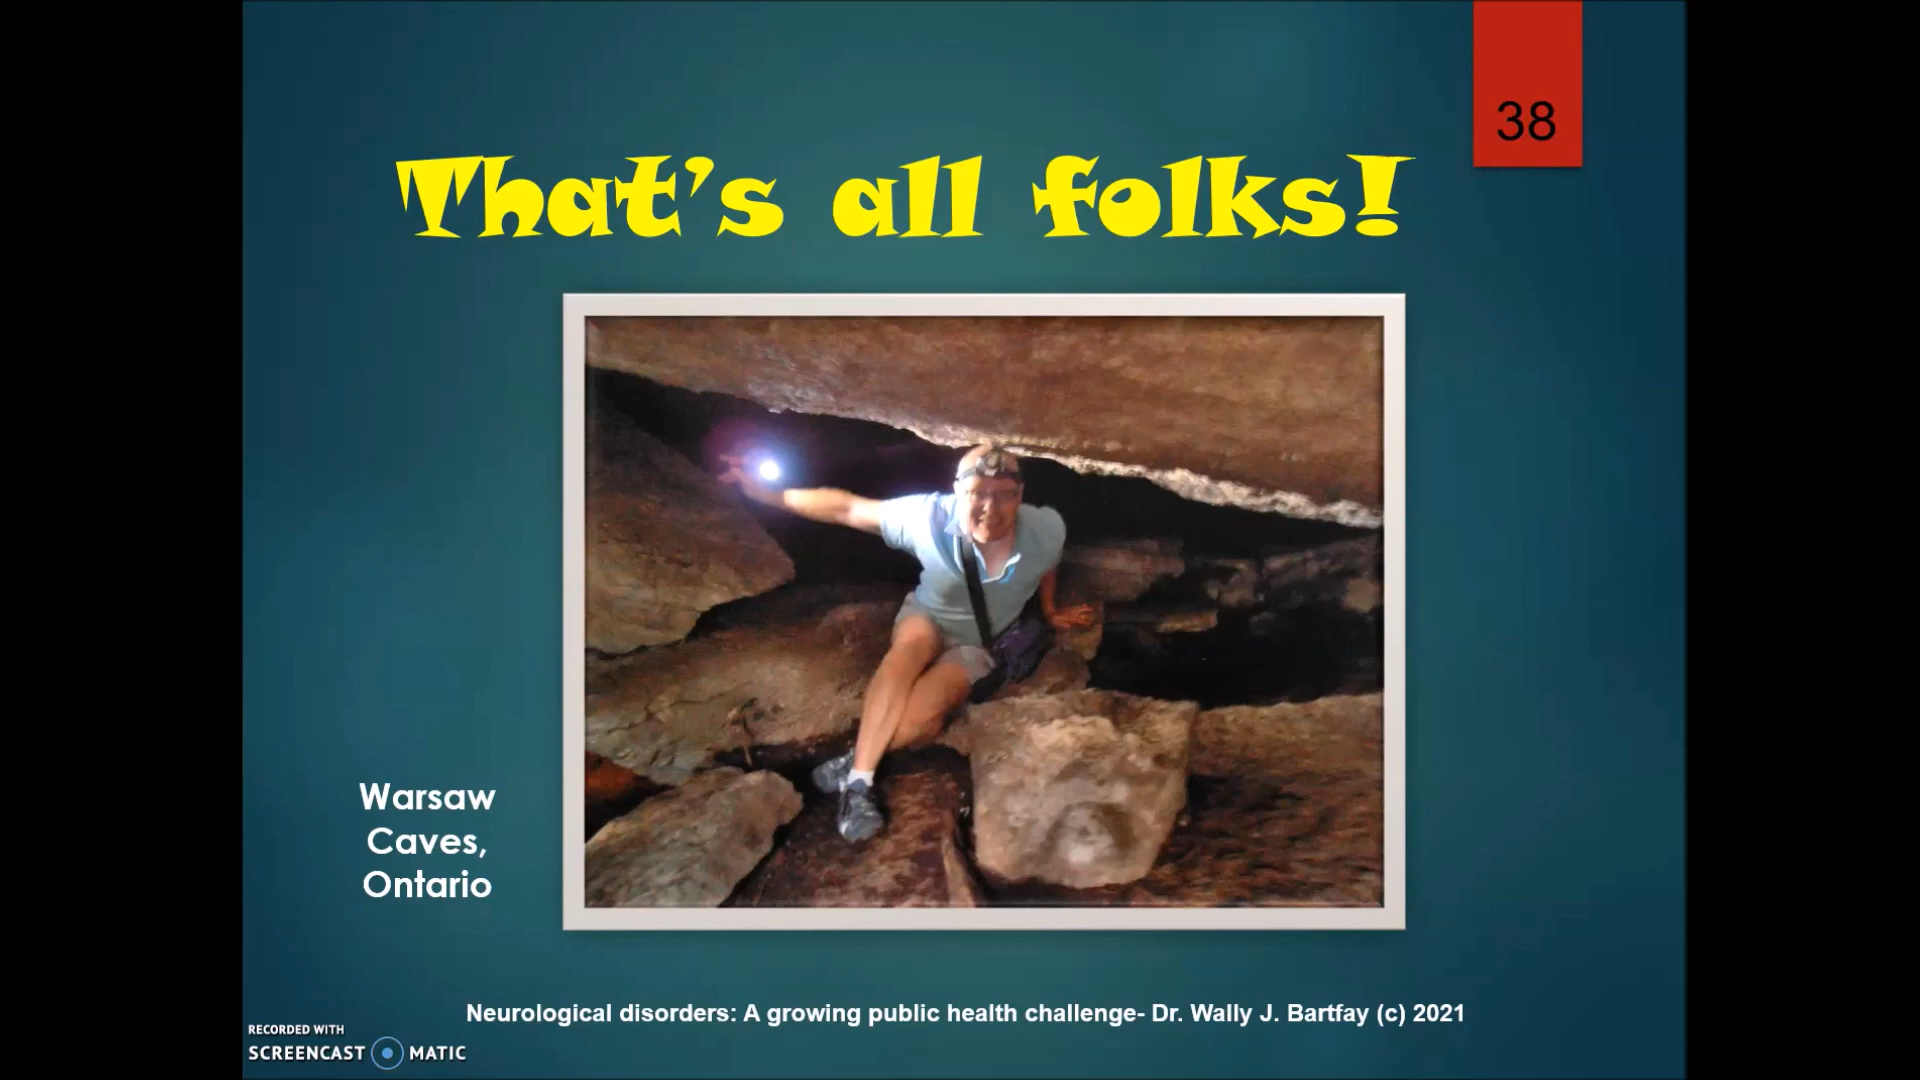 38
That's all folks!
Warsaw
Caves,
Ontario
Neurological disorders: A growing public health challenge- Dr. Wally J. Bartfay (c) 2021
RECORDED WITH
SCREENCAST MATIC